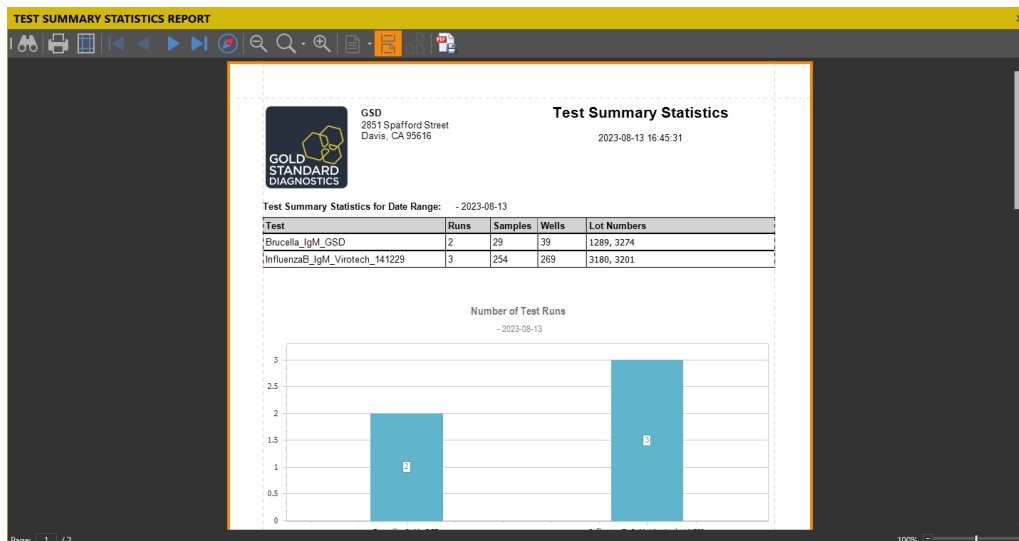 TEST SUMMARY STATISTICS REPORT
PDF
GSD
2851 Spafford Street
Davis, CA 95616
Test Summary Statistics
2023-08-13 16:45:31
GOLD
STANDARD
DIAGNOSTICS
Test Summary Statistics for Date Range: - 2023-08-13
Test Runs Samples Wells Lot Numbers
Brucella_IgM_GSD 2 29 39 1289, 3274
InfluenzaB_IgM_Virotech_141229 3 254 269 3180, 3201
Number of Test Runs
- 2023-08-13
3
2.5
2
1.5
1
0.5
0
2
3
Page: 1 / 2
100%